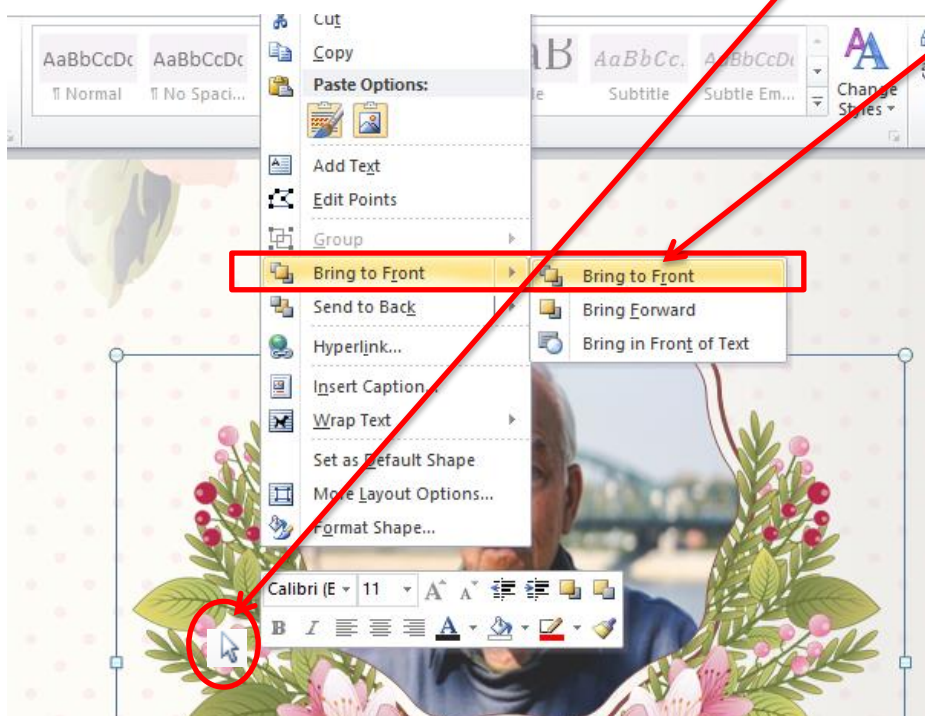 Cut
Copy
Paste Options:
AaBbCcDc AaBbCcDc AaBbCc. AaBbCcDc
¶ Normal ¶ No Spaci... Subtitle Subtle Em...
Change Styles
Add Text
Edit Points
Group
Bring to Front
Bring to Front
Send to Back
Bring Forward
Hyperlink...
Bring in Front of Text
Insert Caption...
Wrap Text
Set as Default Shape
More Layout Options...
Format Shape...
Calibri (E 11 A A
B I A